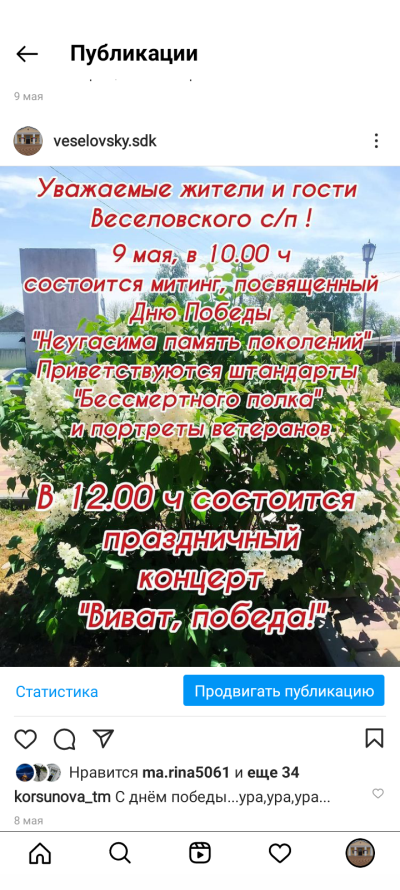 Публикации
9 мая
veselovsky.sdk
Уважаемые жители и гости
Веселовского с/п !
9 мая, в 10.00 ч
состоится митинг, посвященный
Дню Победы
"Неугасима память поколений"
Приветствуются штандарты
"Бессмертного полка"
и портреты ветеранов
В 12.00 ч состоится
праздничный
концерт
"Виват, победа!"
Статистика
Продвигать публикацию
Нравится ma.rina5061 и еще 34
korsunova_tm С днём победы...ура,ура,ура...
8 мая